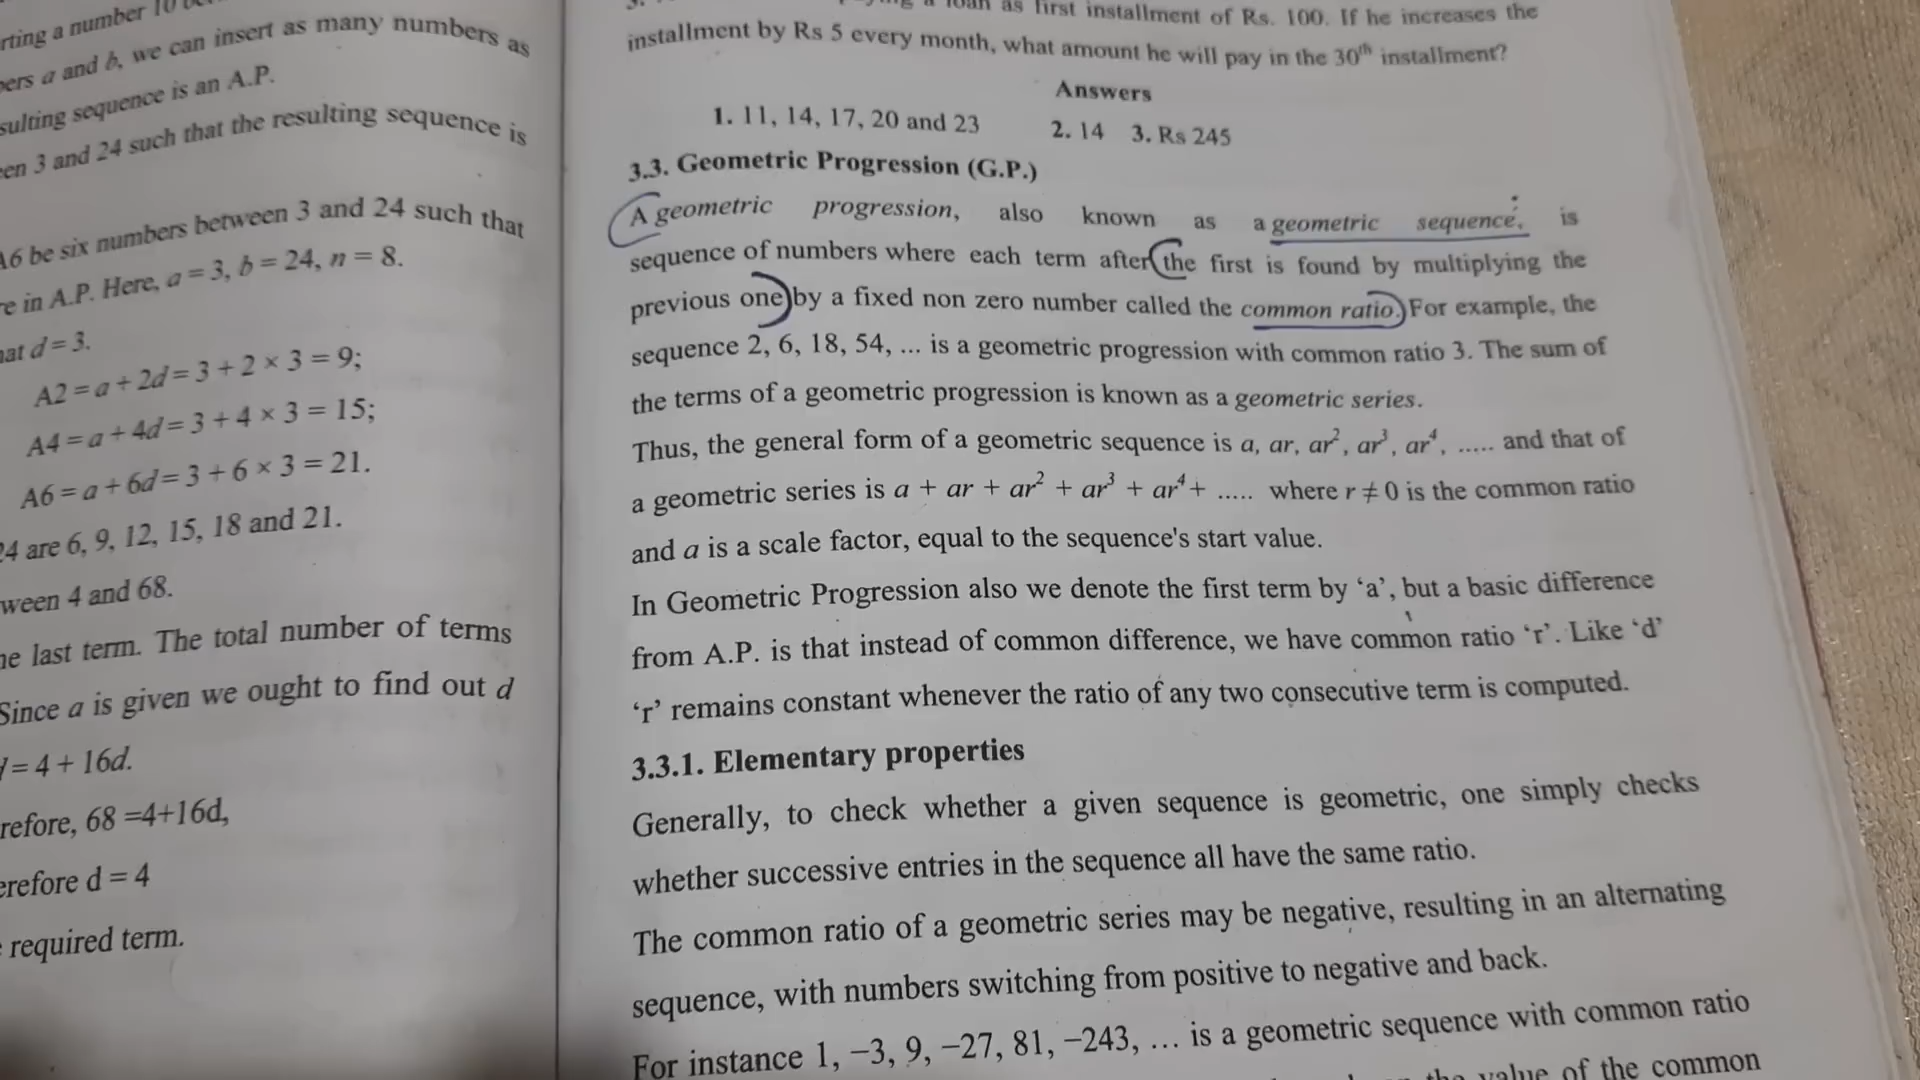 rting a number 10
ers a and b, we can insert as many numbers as
sulting sequence is an A.P.
en 3 and 24 such that the resulting sequence is
A6 be six numbers between 3 and 24 such that
e in A.P. Here, a = 3, b = 24, n = 8.
at d = 3.
A2 = a + 2d = 3 + 2 × 3 = 9;
A4 = a + 4d = 3 + 4 × 3 = 15;
A6 = a + 6d = 3 + 6 × 3 = 21.
24 are 6, 9, 12, 15, 18 and 21.
ween 4 and 68.
e last term. The total number of terms
Since a is given we ought to find out d
= 4 + 16d.
refore, 68 =4+16d,
erefore d = 4
required term.
a loan as first installment of Rs. 100. If he increases the
installment by Rs 5 every month, what amount he will pay in the 30th installment?
Answers
1. 11, 14, 17, 20 and 23 2. 14 3. Rs 245
3.3. Geometric Progression (G.P.)
A geometric progression, also known as a geometric sequence, is
sequence of numbers where each term after the first is found by multiplying the
previous one by a fixed non zero number called the common ratio. For example, the
sequence 2, 6, 18, 54, ... is a geometric progression with common ratio 3. The sum of
the terms of a geometric progression is known as a geometric series.
Thus, the general form of a geometric sequence is a, ar, ar², ar³, ar⁴, ..... and that of
a geometric series is a + ar + ar² + ar³ + ar⁴ + ..... where r ≠ 0 is the common ratio
and a is a scale factor, equal to the sequence's start value.
In Geometric Progression also we denote the first term by ‘a’, but a basic difference
from A.P. is that instead of common difference, we have common ratio ‘r’. Like ‘d’
‘r’ remains constant whenever the ratio of any two consecutive term is computed.
3.3.1. Elementary properties
Generally, to check whether a given sequence is geometric, one simply checks
whether successive entries in the sequence all have the same ratio.
The common ratio of a geometric series may be negative, resulting in an alternating
sequence, with numbers switching from positive to negative and back.
For instance 1, −3, 9, −27, 81, −243, ... is a geometric sequence with common ratio
the value of the common